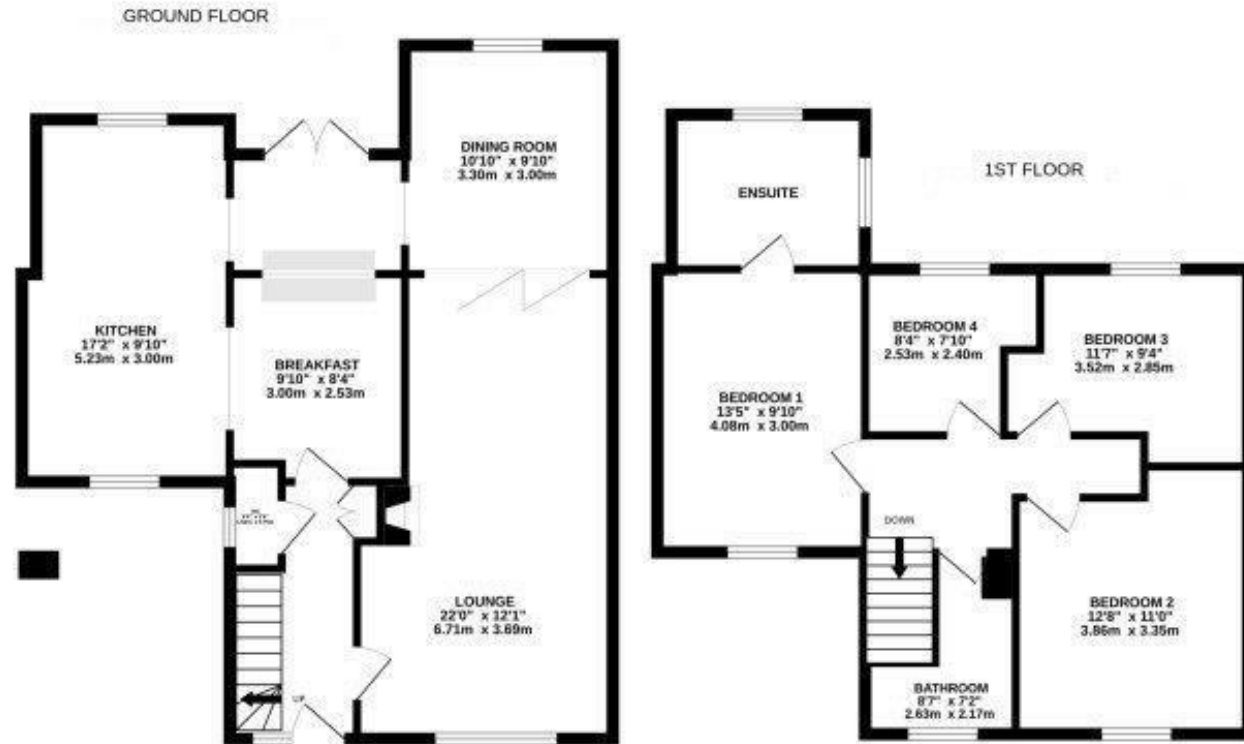 GROUND FLOOR
DINING ROOM
10'10" x 9'10"
3.30m x 3.00m
KITCHEN
17'2" x 9'10"
5.23m x 3.00m
BREAKFAST
9'10" x 8'4"
3.00m x 2.53m
LOUNGE
22'0" x 12'1"
6.71m x 3.69m
UP
1ST FLOOR
ENSUITE
BEDROOM 4
8'4" x 7'10"
2.53m x 2.40m
BEDROOM 3
11'7" x 9'4"
3.52m x 2.85m
BEDROOM 1
13'5" x 9'10"
4.08m x 3.00m
DOWN
BEDROOM 2
12'8" x 11'0"
3.86m x 3.35m
BATHROOM
8'7" x 7'2"
2.63m x 2.17m